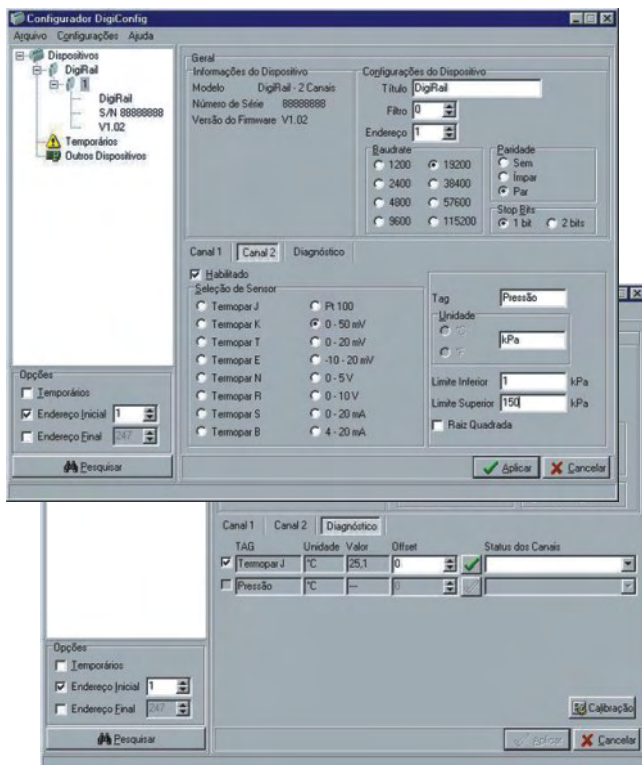 Configurador DigiConfig
Arquivo Configurações Ajuda
Dispositivos
DigiRail
1
DigiRail
S/N 88888888
V1.02
Temporários
Outros Dispositivos
Opções
Temporários
Endereço Inicial 1
Endereço Final 247
Pesquisar
Geral
Informações do Dispositivo
Modelo DigiRail - 2 Canais
Número de Série 88888888
Versão do Firmware V1.02
Configurações do Dispositivo
Título DigiRail
Filtro 0
Endereço 1
Baudrate
1200 19200
2400 38400
4800 57600
9600 115200
Paridade
Sem
Ímpar
Par
Stop Bits
1 bit 2 bits
Canal 1 Canal 2 Diagnóstico
Habilitado
Seleção de Sensor
Termopar J Pt 100
Termopar K 0 - 50 mV
Termopar T 0 - 20 mV
Termopar E -10 - 20 mV
Termopar N 0 - 5 V
Termopar R 0 - 10 V
Termopar S 0 - 20 mA
Termopar B 4 - 20 mA
Tag Pressão
Unidade
°C
°F
kPa
Limite Inferior 1 kPa
Limite Superior 150 kPa
Raiz Quadrada
Aplicar Cancelar
Canal 1 Canal 2 Diagnóstico
TAG Unidade Valor Offset Status dos Canais
Termopar J °C 25,1 0
Pressão °C --- 0
Opções
Temporários
Endereço Inicial 1
Endereço Final 247
Pesquisar
Calibração
Aplicar Cancelar